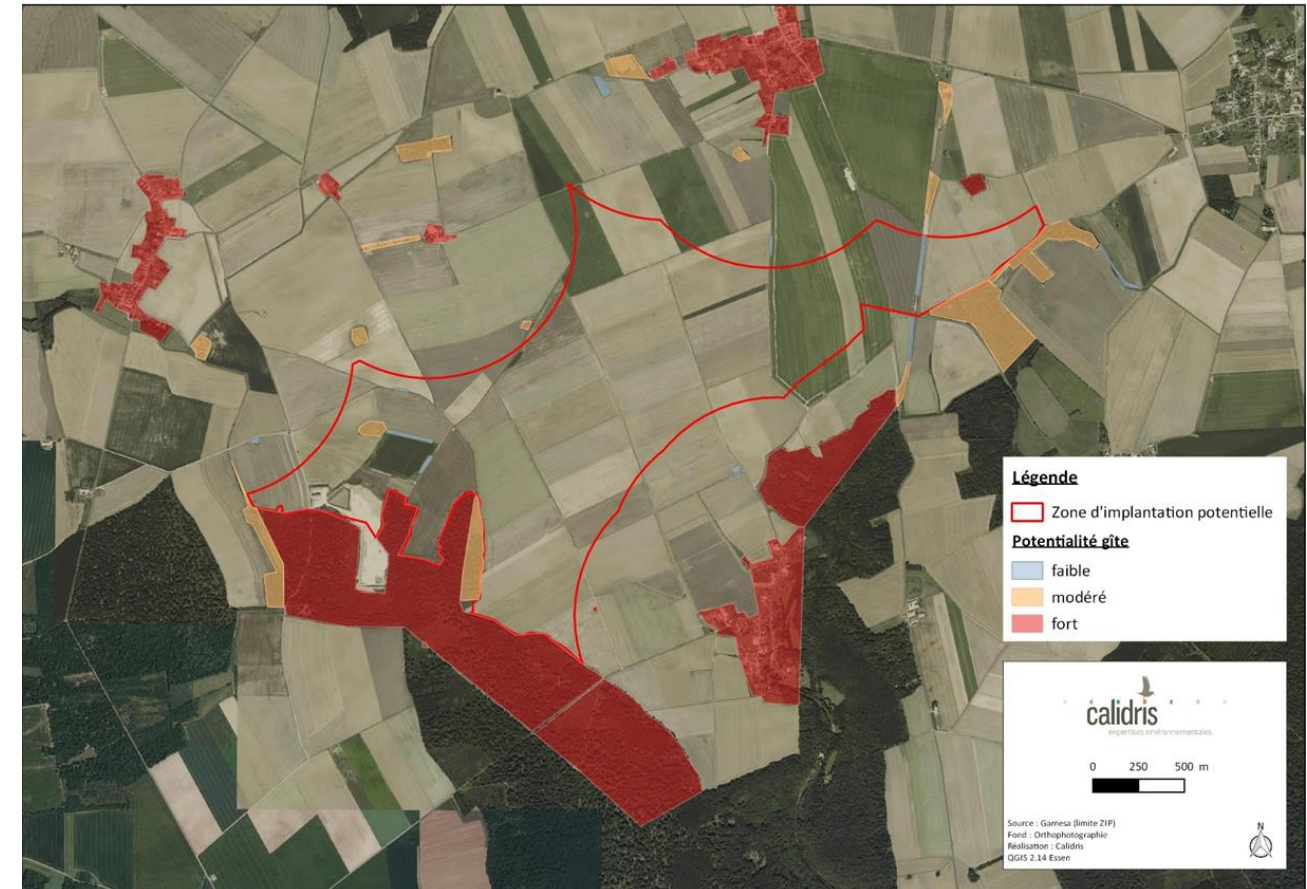 Légende
Zone d'implantation potentielle
Potentialité gîte
faible
modéré
fort
calidris
expertises environnementales
0 250 500 m
Source : Gamesa (limite ZIP)
Fond : Orthophotographie
Réalisation : Calidris
QGIS 2.14 Essen
N